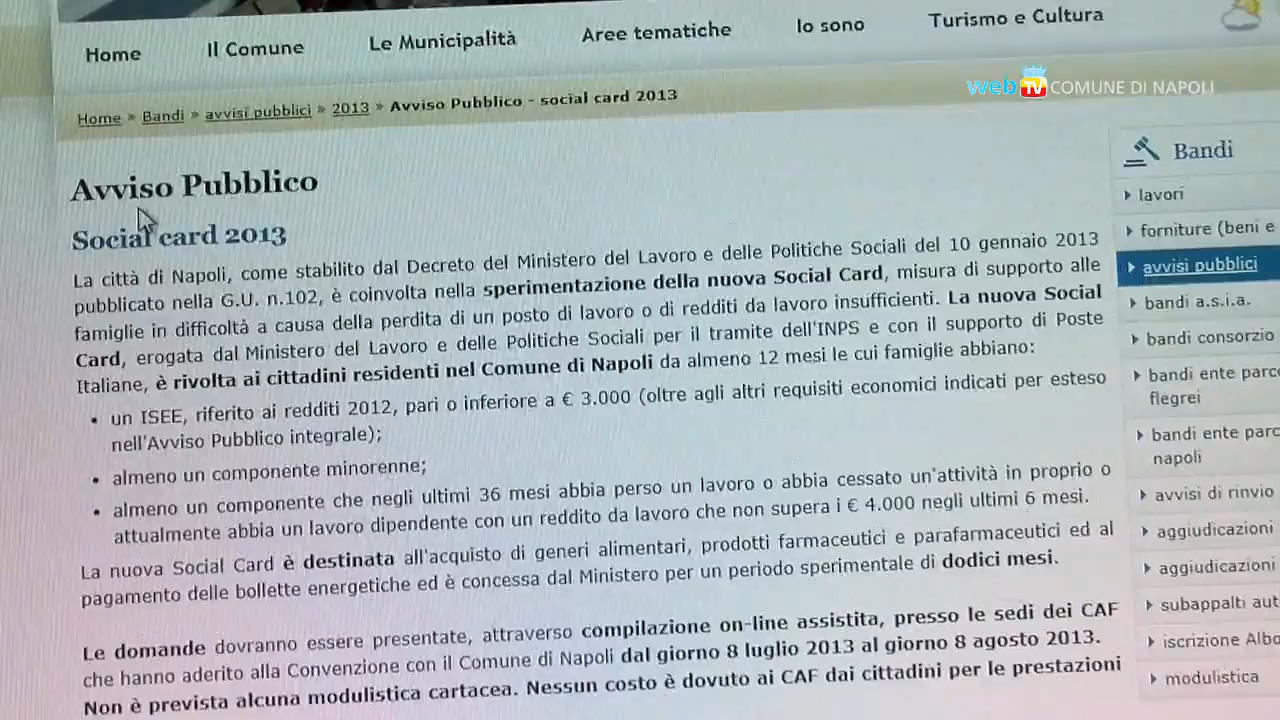 Home Il Comune Le Municipalità Aree tematiche Io sono Turismo e Cultura
web TV COMUNE DI NAPOLI
Home » Bandi » avvisi pubblici » 2013 » Avviso Pubblico - social card 2013
Avviso Pubblico
Social card 2013
La città di Napoli, come stabilito dal Decreto del Ministero del Lavoro e delle Politiche Sociali del 10 gennaio 2013
pubblicato nella G.U. n.102, è coinvolta nella sperimentazione della nuova Social Card, misura di supporto alle
famiglie in difficoltà a causa della perdita di un posto di lavoro o di redditi da lavoro insufficienti. La nuova Social
Card, erogata dal Ministero del Lavoro e delle Politiche Sociali per il tramite dell'INPS e con il supporto di Poste
Italiane, è rivolta ai cittadini residenti nel Comune di Napoli da almeno 12 mesi le cui famiglie abbiano:
• un ISEE, riferito ai redditi 2012, pari o inferiore a € 3.000 (oltre agli altri requisiti economici indicati per esteso
nell'Avviso Pubblico integrale);
• almeno un componente minorenne;
• almeno un componente che negli ultimi 36 mesi abbia perso un lavoro o abbia cessato un'attività in proprio o
attualmente abbia un lavoro dipendente con un reddito da lavoro che non supera i € 4.000 negli ultimi 6 mesi.
La nuova Social Card è destinata all'acquisto di generi alimentari, prodotti farmaceutici e parafarmaceutici ed al
pagamento delle bollette energetiche ed è concessa dal Ministero per un periodo sperimentale di dodici mesi.
Le domande dovranno essere presentate, attraverso compilazione on-line assistita, presso le sedi dei CAF
che hanno aderito alla Convenzione con il Comune di Napoli dal giorno 8 luglio 2013 al giorno 8 agosto 2013.
Non è prevista alcuna modulistica cartacea. Nessun costo è dovuto ai CAF dai cittadini per le prestazioni
Bandi
lavori
forniture (beni e
avvisi pubblici
bandi a.s.i.a.
bandi consorzio
bandi ente parco
flegrei
bandi ente parc
napoli
avvisi di rinvio
aggiudicazioni
aggiudicazioni
subappalti aut
iscrizione Albo
modulistica